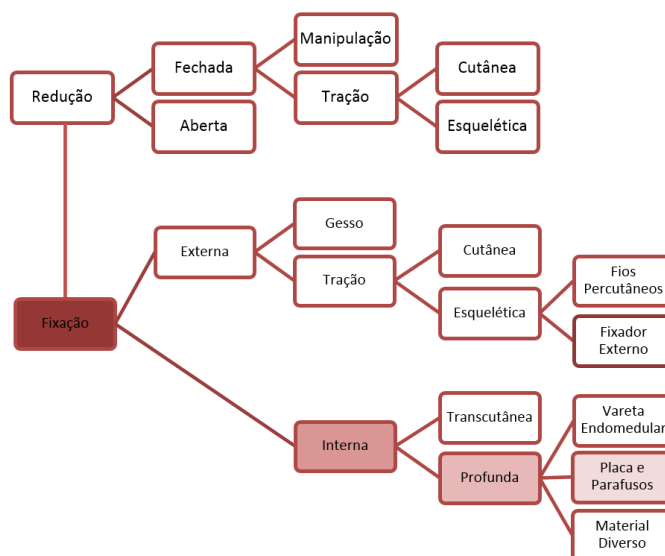 Manipulação
Fechada
Cutânea
Redução
Tração
Aberta
Esquelética
Gesso
Externa
Cutânea
Tração
Fios
Percutâneos
Esquelética
Fixação
Fixador
Externo
Transcutânea
Vareta
Endomedular
Interna
Profunda
Placa e
Parafusos
Material
Diverso